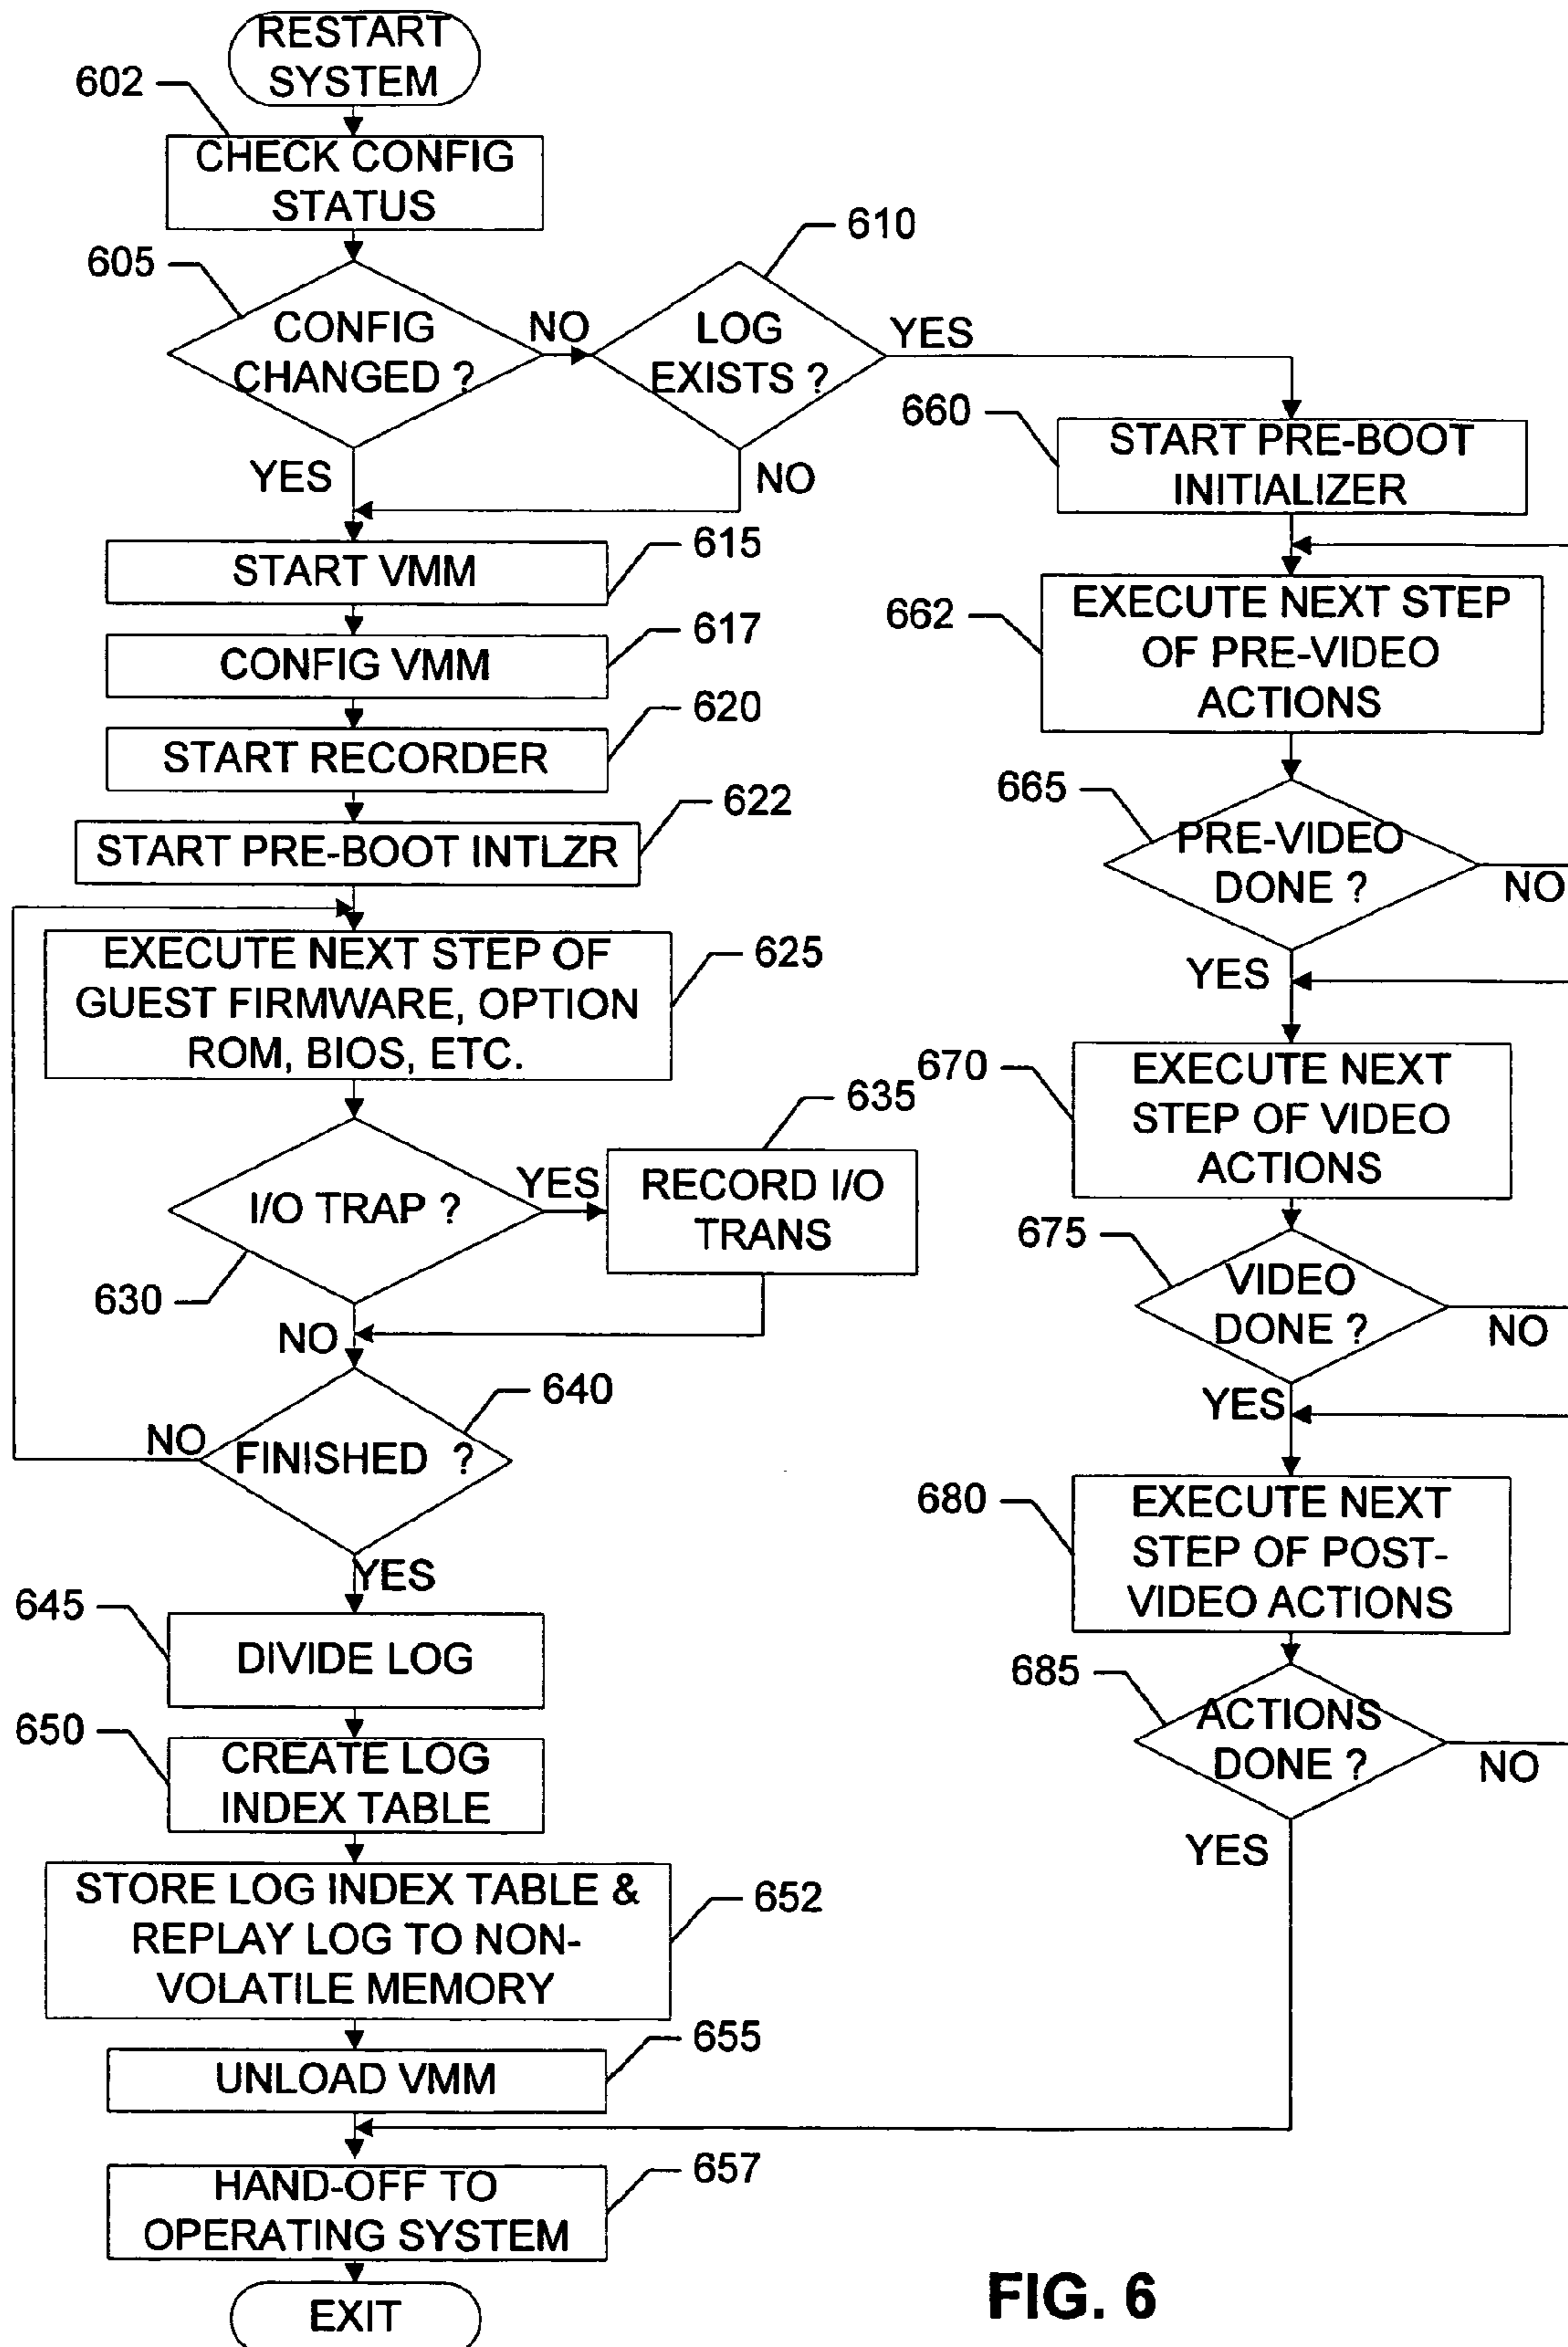 RESTART
SYSTEM
602
CHECK CONFIG
STATUS
605
CONFIG
CHANGED ?
NO
610
LOG
EXISTS ?
YES
YES
NO
615
START VMM
617
CONFIG VMM
620
START RECORDER
622
START PRE-BOOT INTLZR
625
EXECUTE NEXT STEP OF
GUEST FIRMWARE, OPTION
ROM, BIOS, ETC.
630
I/O TRAP ?
YES
635
RECORD I/O
TRANS
NO
640
FINISHED ?
NO
YES
645
DIVIDE LOG
650
CREATE LOG
INDEX TABLE
652
STORE LOG INDEX TABLE &
REPLAY LOG TO NON-
VOLATILE MEMORY
655
UNLOAD VMM
657
HAND-OFF TO
OPERATING SYSTEM
EXIT
660
START PRE-BOOT
INITIALIZER
662
EXECUTE NEXT STEP
OF PRE-VIDEO
ACTIONS
665
PRE-VIDEO
DONE ?
NO
YES
670
EXECUTE NEXT
STEP OF VIDEO
ACTIONS
675
VIDEO
DONE ?
NO
YES
680
EXECUTE NEXT
STEP OF POST-
VIDEO ACTIONS
685
ACTIONS
DONE ?
NO
YES
FIG. 6